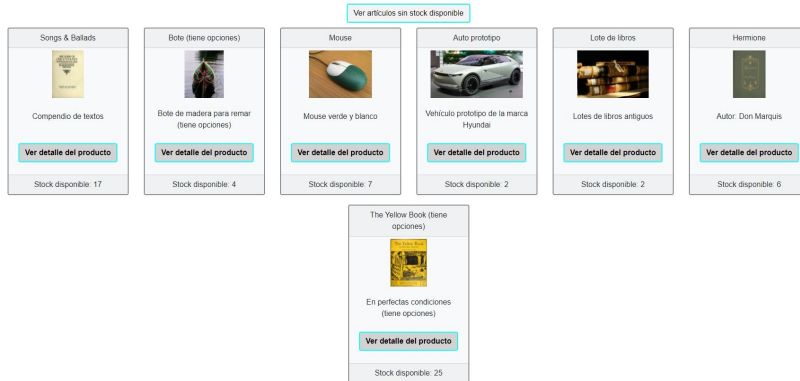 Ver artículos sin stock disponible
Songs & Ballads
Compendio de textos
Ver detalle del producto
Stock disponible: 17
Bote (tiene opciones)
Bote de madera para remar
(tiene opciones)
Ver detalle del producto
Stock disponible: 4
Mouse
Mouse verde y blanco
Ver detalle del producto
Stock disponible: 7
Auto prototipo
Vehículo prototipo de la marca
Hyundai
Ver detalle del producto
Stock disponible: 2
Lote de libros
Lotes de libros antiguos
Ver detalle del producto
Stock disponible: 2
Hermione
Autor: Don Marquis
Ver detalle del producto
Stock disponible: 6
The Yellow Book (tiene
opciones)
The Yellow Book
En perfectas condiciones
(tiene opciones)
Ver detalle del producto
Stock disponible: 25